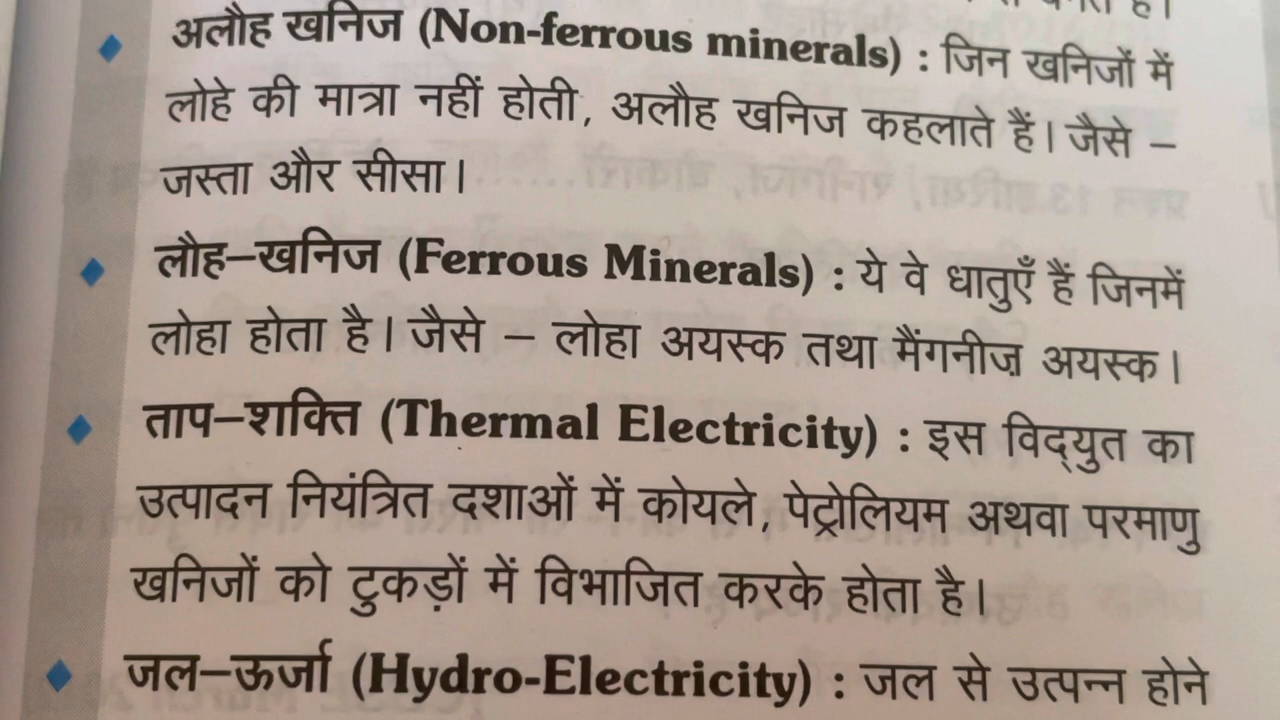 अलौह खनिज (Non-ferrous minerals) : जिन खनिजों में
लोहे की मात्रा नहीं होती, अलौह खनिज कहलाते हैं। जैसे –
जस्ता और सीसा।
लौह–खनिज (Ferrous Minerals) : ये वे धातुएँ हैं जिनमें
लोहा होता है। जैसे – लोहा अयस्क तथा मैंगनीज़ अयस्क।
ताप–शक्ति (Thermal Electricity) : इस विद्‌युत का
उत्पादन नियंत्रित दशाओं में कोयले, पेट्रोलियम अथवा परमाणु
खनिजों को टुकड़ों में विभाजित करके होता है।
जल–ऊर्जा (Hydro-Electricity) : जल से उत्पन्न होने